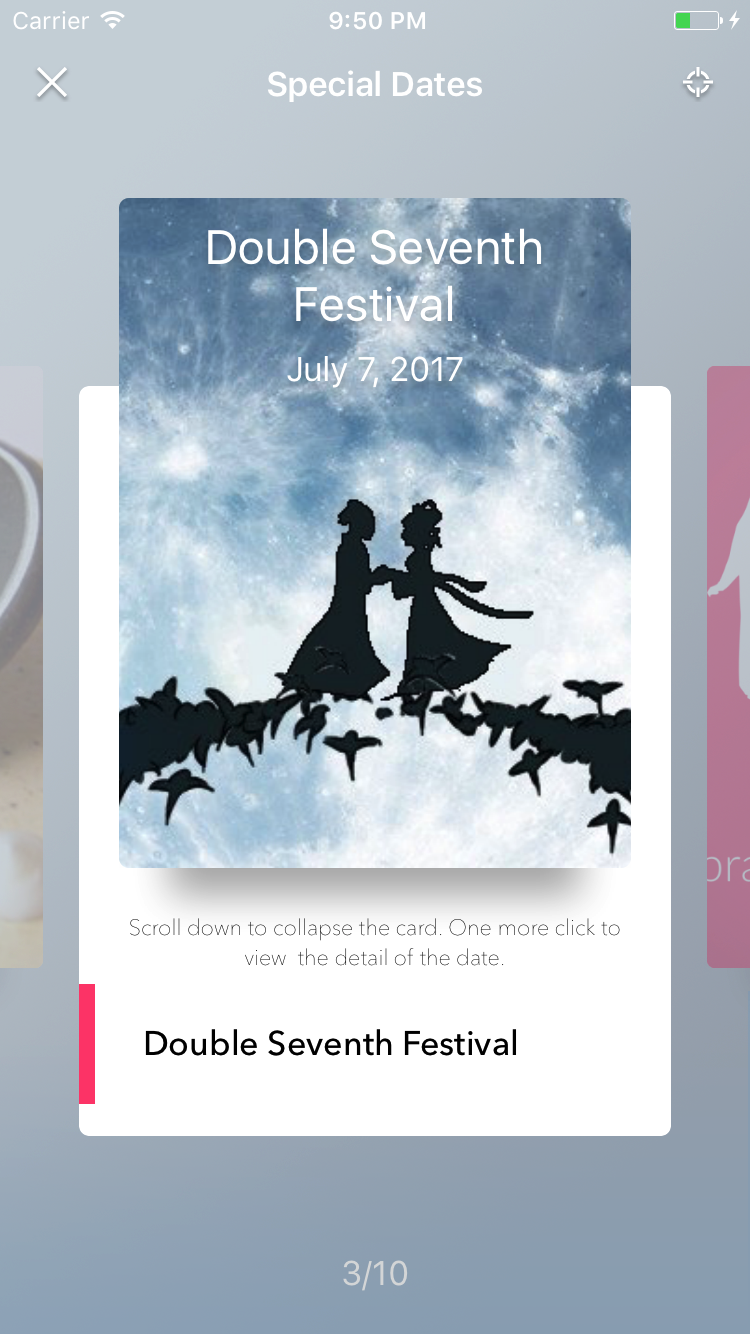 Carrier 9:50 PM
Special Dates
Double Seventh
Festival
July 7, 2017
Scroll down to collapse the card. One more click to
view  the detail of the date.
Double Seventh Festival
3/10